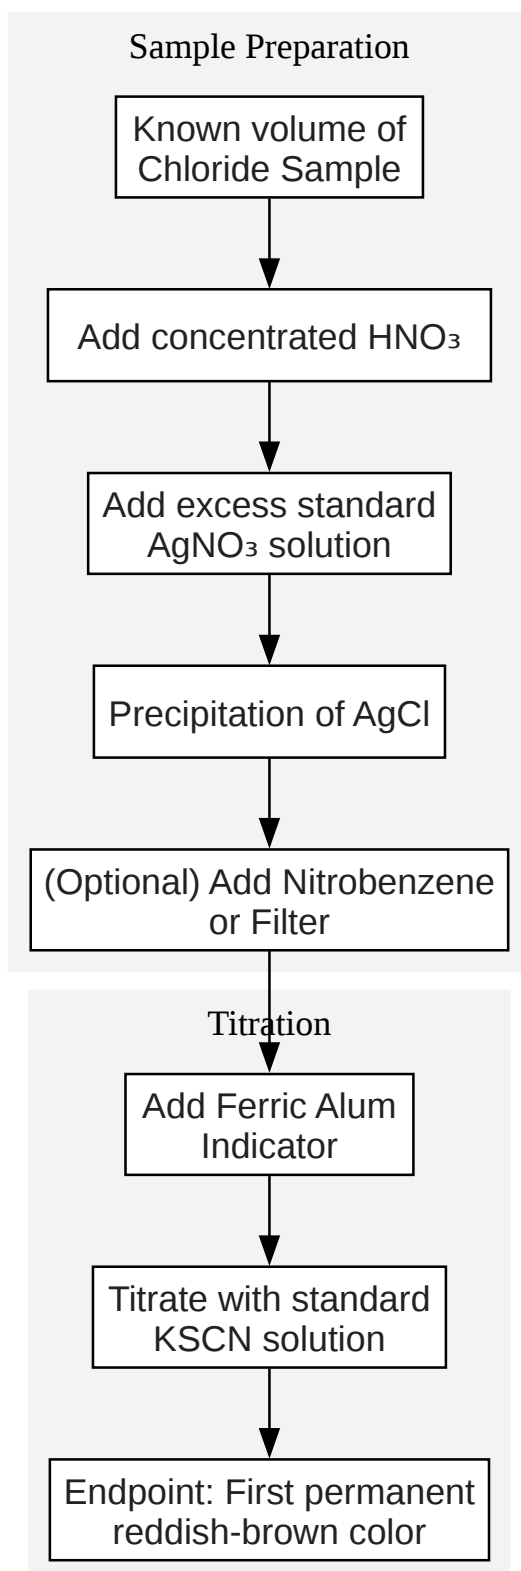 Sample Preparation
Known volume of
Chloride Sample
Add concentrated HNO₃
Add excess standard
AgNO₃ solution
Precipitation of AgCl
(Optional) Add Nitrobenzene
or Filter
Titration
Add Ferric Alum
Indicator
Titrate with standard
KSCN solution
Endpoint: First permanent
reddish-brown color